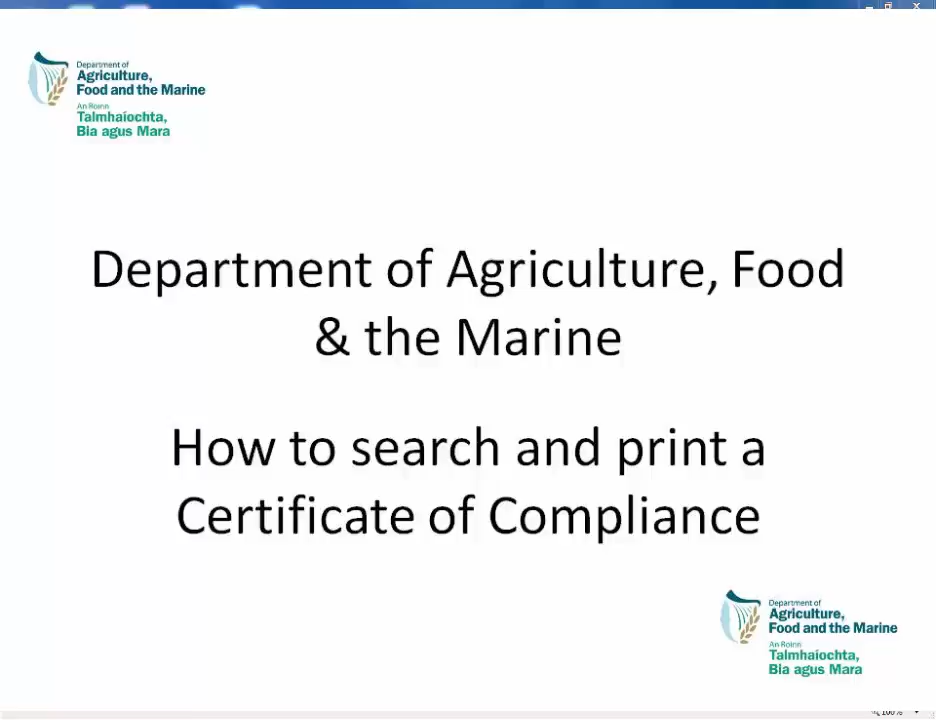 Department of
Agriculture,
Food and the Marine
An Roinn
Talmhaíochta,
Bia agus Mara
Department of Agriculture, Food
& the Marine
How to search and print a
Certificate of Compliance
Department of
Agriculture,
Food and the Marine
An Roinn
Talmhaíochta,
Bia agus Mara
100%